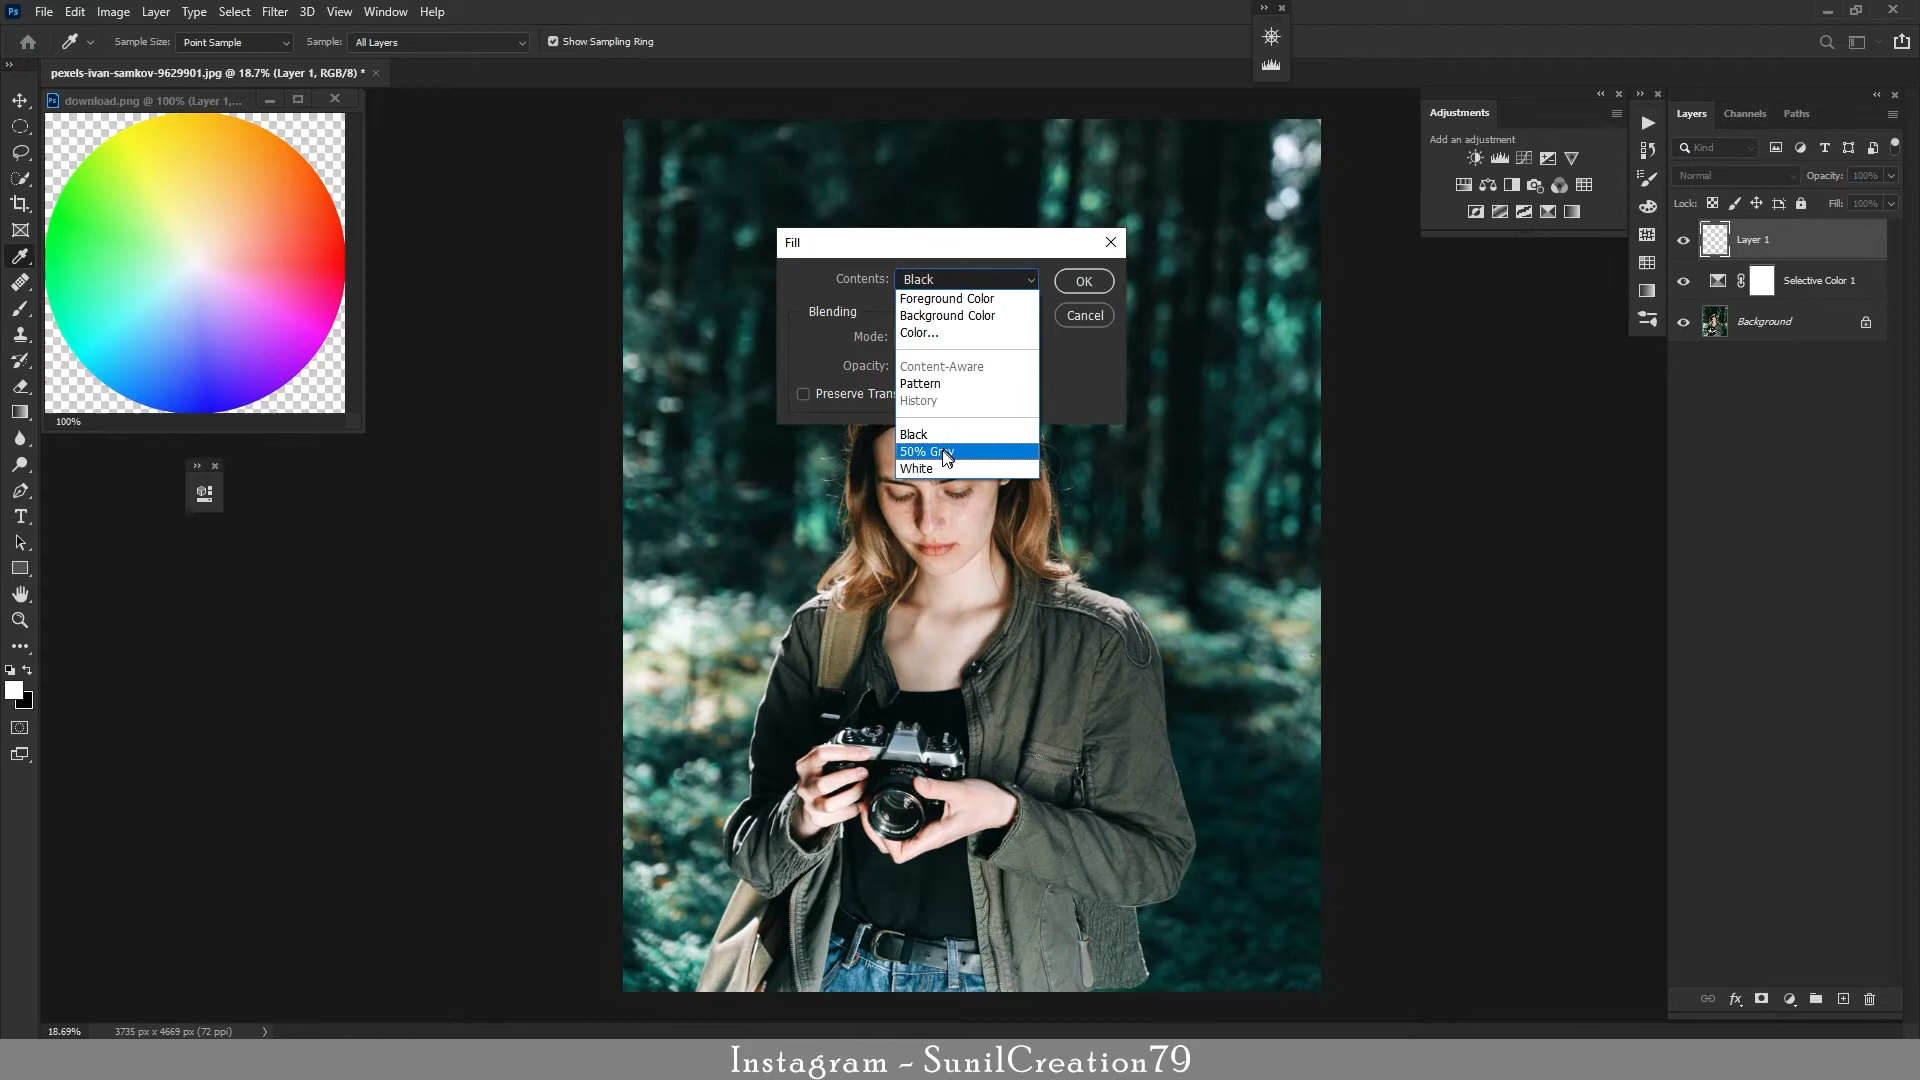 Ps File Edit Image Layer Type Select Filter 3D View Window Help
Sample Size: Point Sample Sample: All Layers Show Sampling Ring
pexels-ivan-samkov-9629901.jpg @ 18.7% (Layer 1, RGB/8) *
Ps download.png @ 100% (Layer 1,...
100%
Fill
Contents: Black
OK
Foreground Color
Blending
Background Color
Cancel
Color...
Mode:
Opacity:
Content-Aware
Pattern
Preserve Trans
History
Black
50% Gray
White
Adjustments
Add an adjustment
Layers Channels Paths
Kind
Normal Opacity: 100%
Lock: Fill: 100%
Layer 1
Selective Color 1
Background
fx
18.69% 3735 px x 4669 px (72 ppi)
Instagram - SunilCreation79